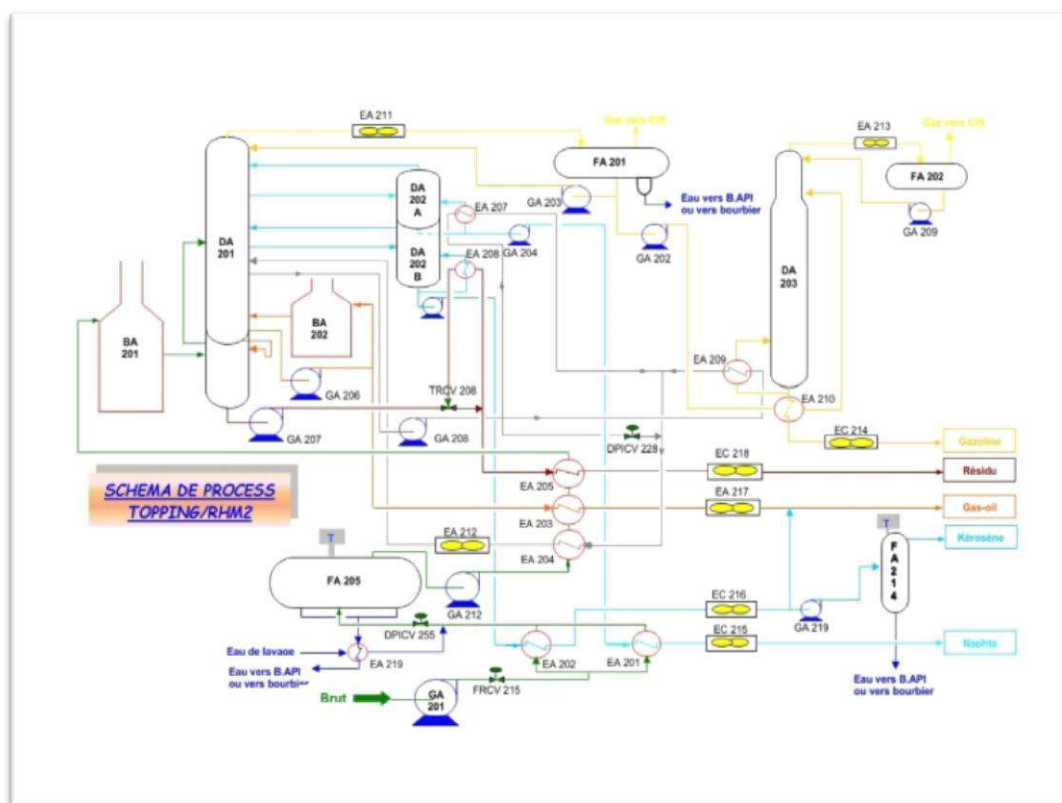 EA 211
Gaz vers CIS
EA 213
Gaz vers CIS
FA 201
FA 202
DA
202
A
EA 207
GA 203
Eau vers B.API
ou vers bourbier
GA 209
DA
201
GA 204
EA 208
GA 202
DA
202
B
DA
203
BA
201
BA
202
EA 209
GA 206
TRCV 208
EA 210
GA 207
GA 208
DPICV 228
EC 214
Gazoline
EC 218
Résidu
SCHEMA DE PROCESS
TOPPING/RHM2
EA 205
EA 217
Gas-oil
EA 203
T
EA 212
T
Kérosène
EA 204
F
A
2
1
4
FA 205
GA 212
EC 216
DPICV 255
GA 219
EC 215
Naphta
Eau de lavage
EA 219
EA 202
EA 201
Eau vers B.API
ou vers bourbier
Eau vers B.API
ou vers bourbier
FRCV 215
Brut
GA
201